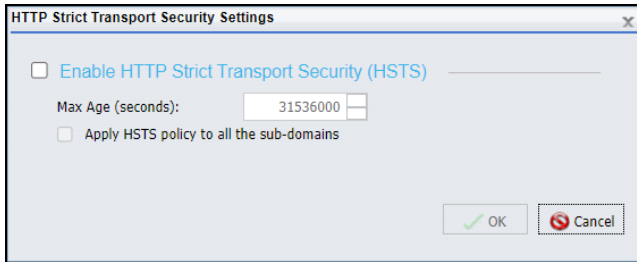 HTTP Strict Transport Security Settings
Enable HTTP Strict Transport Security (HSTS)
Max Age (seconds): 31536000
Apply HSTS policy to all the sub-domains
OK Cancel